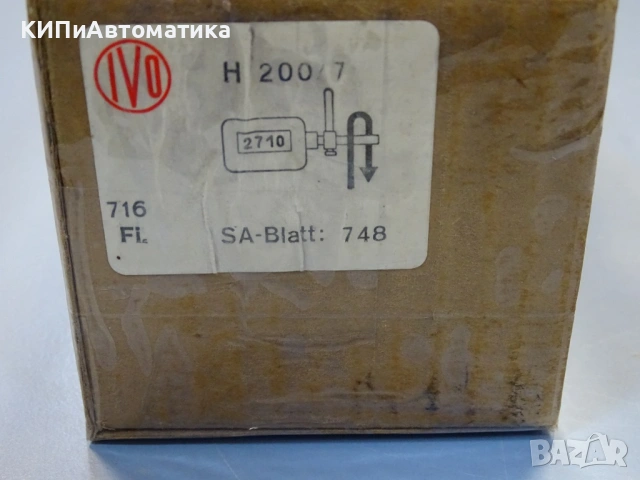 КИПиАвтоматика
IVO
H 200/7
2710
716
FL
SA-Blatt: 748
BAZAR